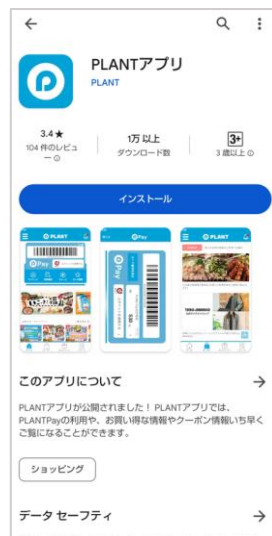 PLANTアプリ
PLANT
3.4★
104 件のレビュ
ー
1万 以上
ダウンロード数
3+
3 歳以上
インストール
PLANT
Pay
Pay
PLANT
このアプリについて
PLANTアプリが公開されました！ PLANTアプリでは、
PLANTPayの利用や、お買い得な情報やクーポン情報いち早く
ご覧になることができます。
ショッピング
データ セーフティ